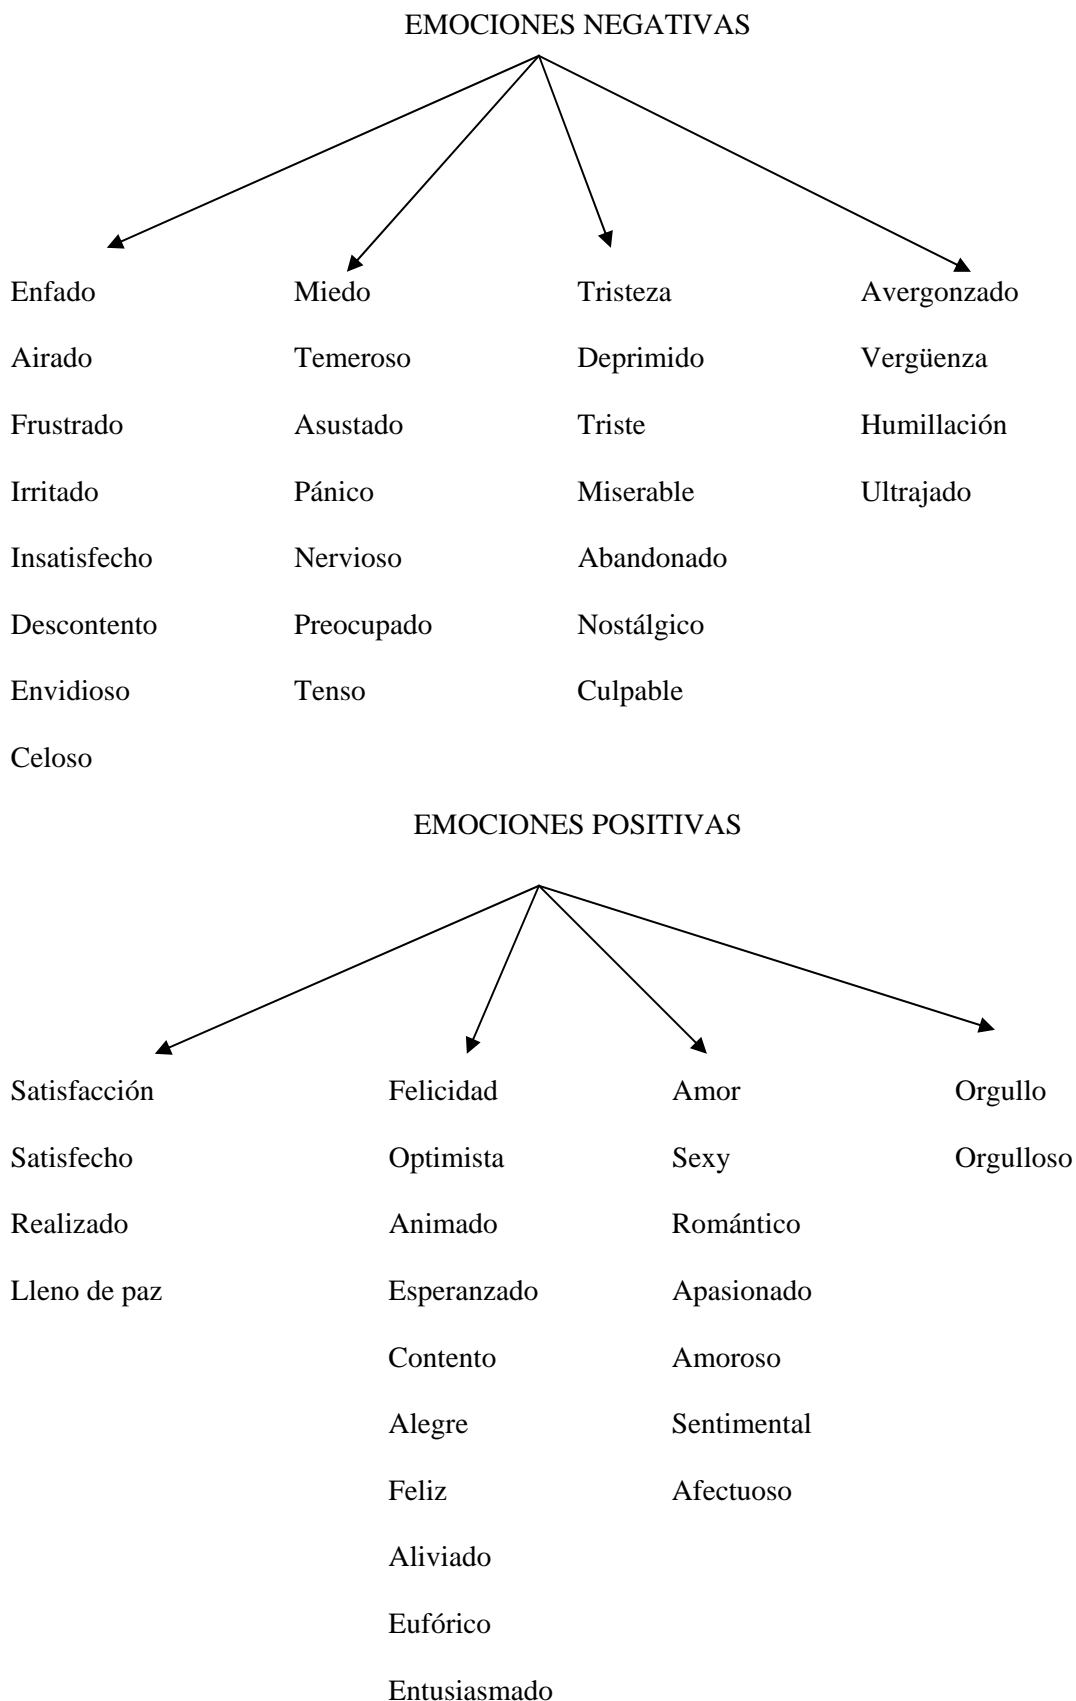 EMOCIONES NEGATIVAS
Enfado Miedo Tristeza Avergonzado
Airado Temeroso Deprimido Vergüenza
Frustrado Asustado Triste Humillación
Irritado Pánico Miserable Ultrajado
Insatisfecho Nervioso Abandonado
Descontento Preocupado Nostálgico
Envidioso Tenso Culpable
Celoso
EMOCIONES POSITIVAS
Satisfacción Felicidad Amor Orgullo
Satisfecho Optimista Sexy Orgulloso
Realizado Animado Romántico
Lleno de paz Esperanzado Apasionado
Contento Amoroso
Alegre Sentimental
Feliz Afectuoso
Aliviado
Eufórico
Entusiasmado